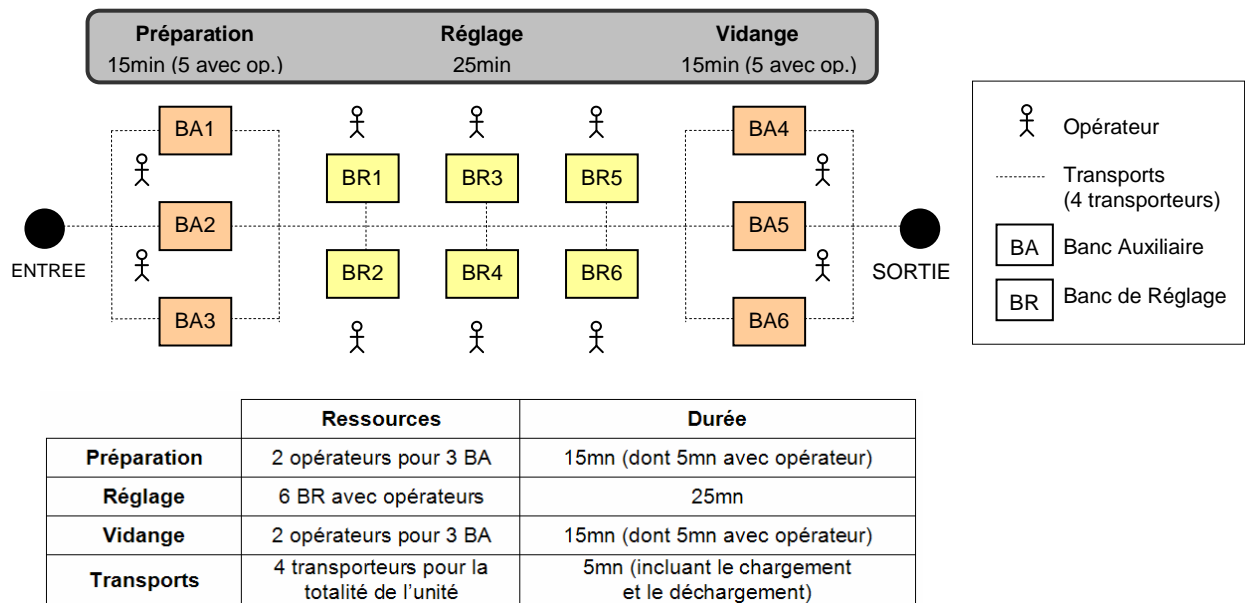 Préparation Réglage Vidange
15min (5 avec op.) 25min 15min (5 avec op.)
BA1 BA4
BR1 BR3 BR5
BA2 BA5
ENTREE SORTIE
BR2 BR4 BR6
BA3 BA6
Opérateur
Transports
(4 transporteurs)
BA Banc Auxiliaire
BR Banc de Réglage
Ressources Durée
Préparation 2 opérateurs pour 3 BA 15mn (dont 5mn avec opérateur)
Réglage 6 BR avec opérateurs 25mn
Vidange 2 opérateurs pour 3 BA 15mn (dont 5mn avec opérateur)
Transports 4 transporteurs pour la totalité de l'unité 5mn (incluant le chargement et le déchargement)